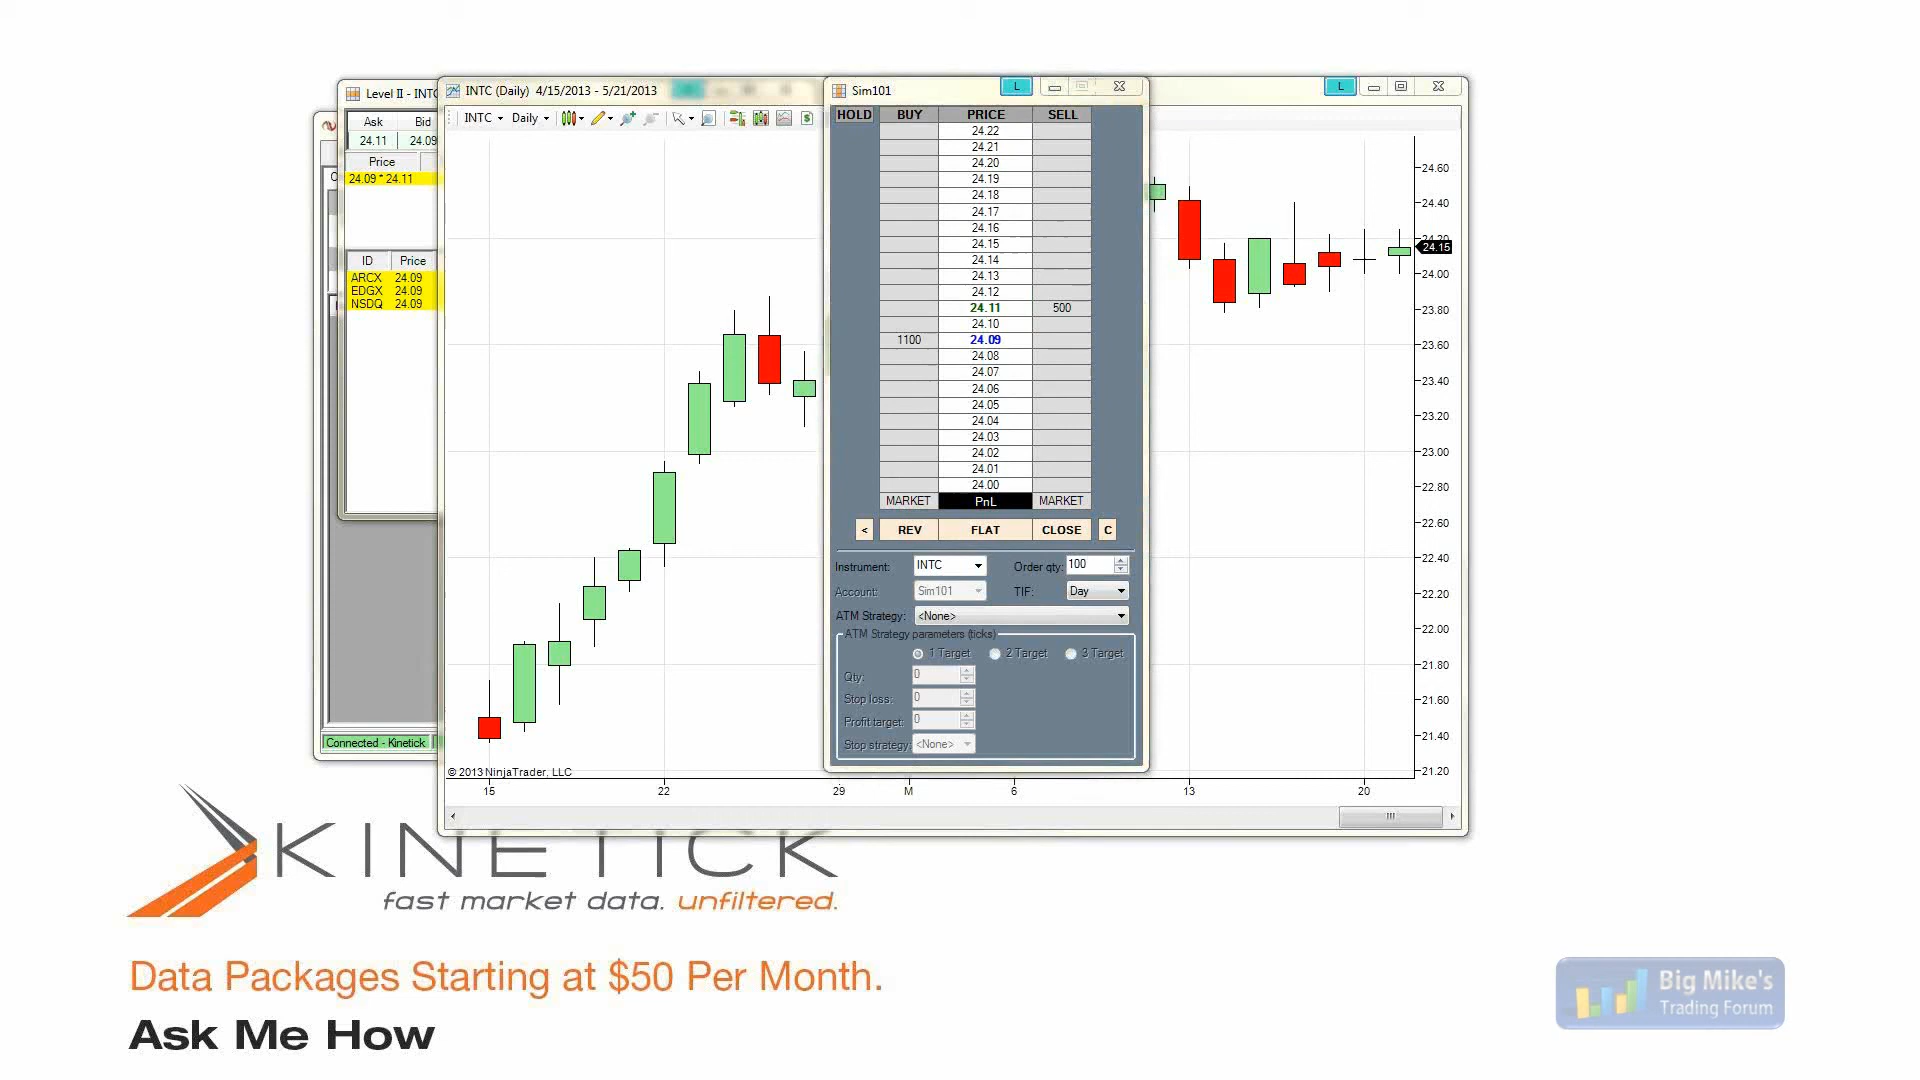 Level II - INTC
Ask Bid
24.11 24.09
Price
24.09 * 24.11
ID Price
ARCX 24.09
EDGX 24.09
NSDQ 24.09
Connected - Kinetick
INTC (Daily) 4/15/2013 - 5/21/2013
INTC Daily
$
L
24.60
24.40
24.20
24.15
24.00
23.80
23.60
23.40
23.20
23.00
22.80
22.60
22.40
22.20
22.00
21.80
21.60
21.40
21.20
© 2013 NinjaTrader, LLC
15 22 29 M 6 13 20
Sim101 L
HOLD BUY PRICE SELL
24.22
24.21
24.20
24.19
24.18
24.17
24.16
24.15
24.14
24.13
24.12
24.11 500
24.10
1100 24.09
24.08
24.07
24.06
24.05
24.04
24.03
24.02
24.01
24.00
MARKET PnL MARKET
< REV FLAT CLOSE C
Instrument: INTC Order qty: 100
Account: Sim101 TIF: Day
ATM Strategy: <None>
ATM Strategy parameters (ticks)
1 Target 2 Target 3 Target
Qty: 0
Stop loss: 0
Profit target: 0
Stop strategy: <None>
KINETICK
fast market data. unfiltered.
Data Packages Starting at $50 Per Month.
Ask Me How
Big Mike's
Trading Forum